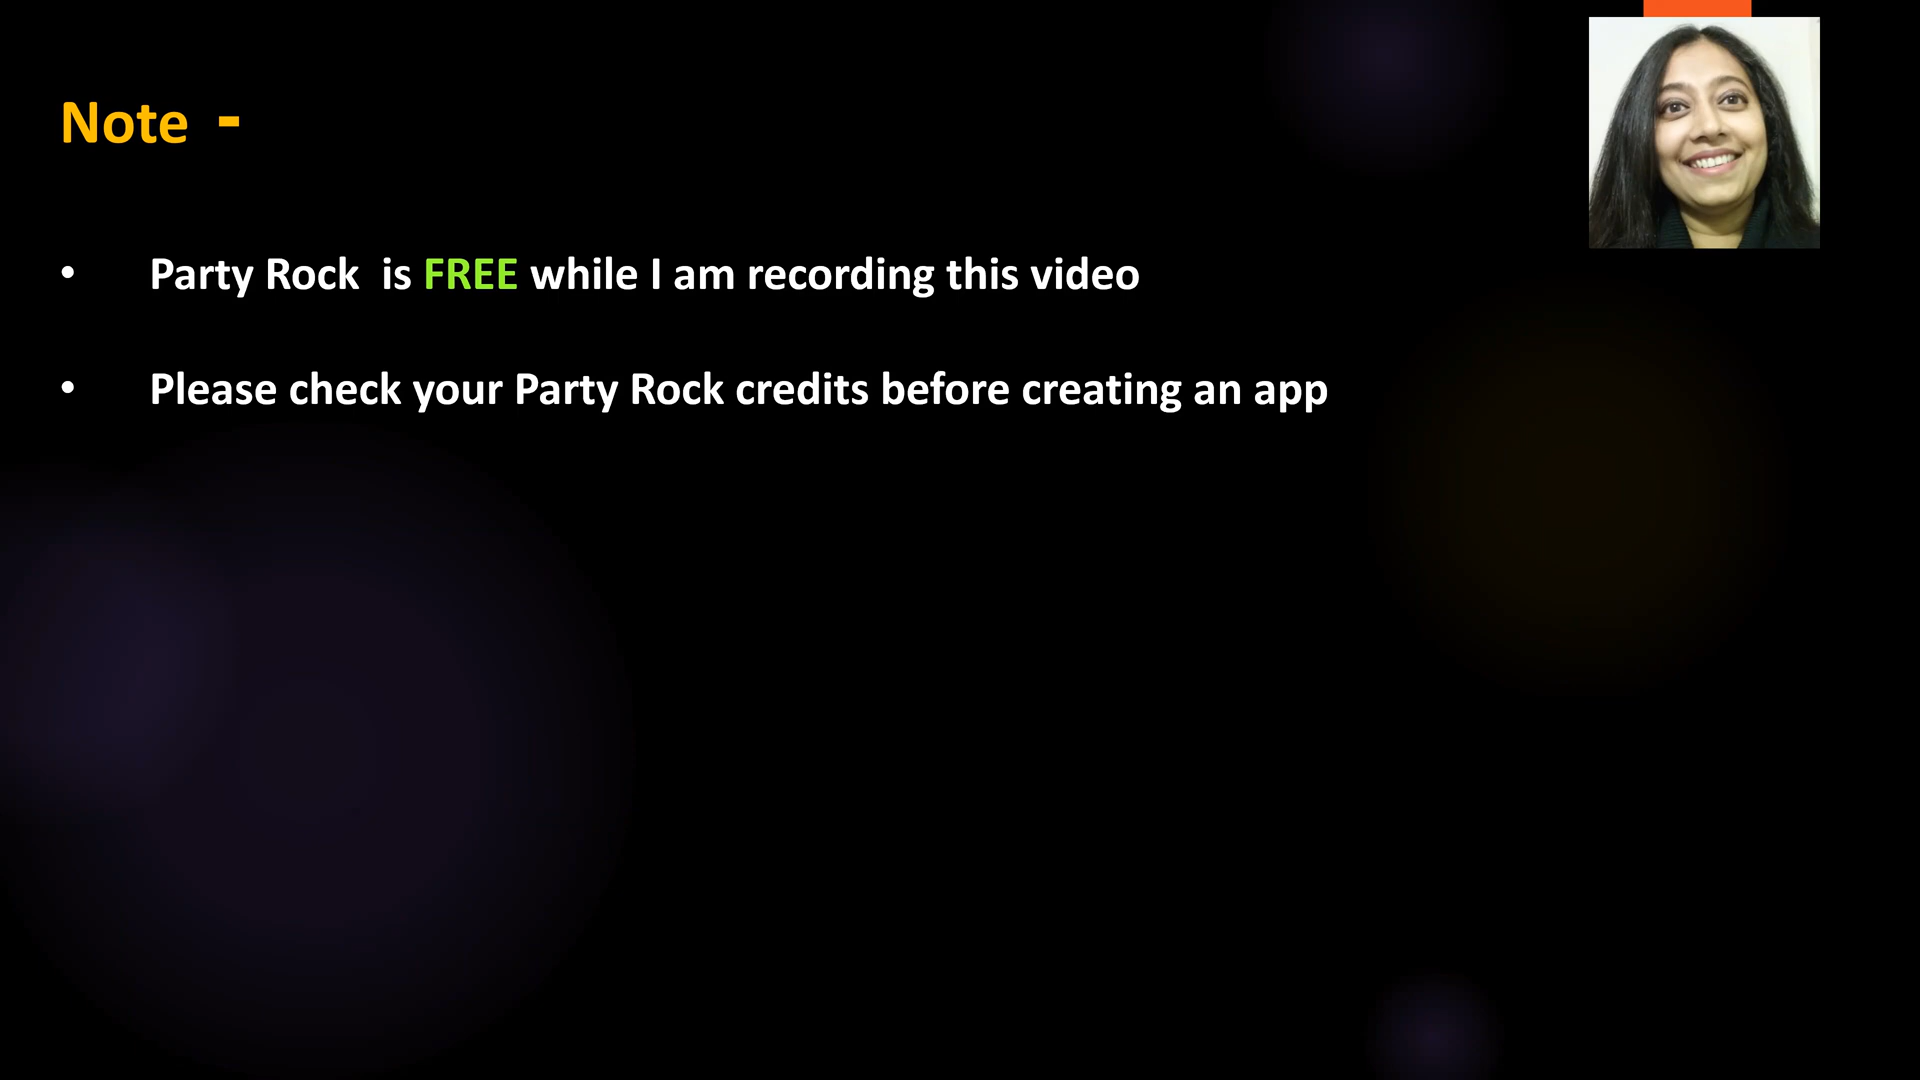 Note -
• Party Rock is FREE while I am recording this video
• Please check your Party Rock credits before creating an app